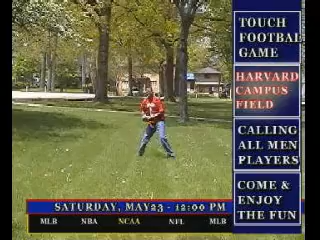 TOUCH
FOOTBAL
GAME
HARVARD
CAMPUS
FIELD
CALLING
ALL MEN
PLAYERS
COME &
ENJOY
THE FUN
SATURDAY, MAY23 - 12:00 PM
MLB NBA NCAA NFL MLB